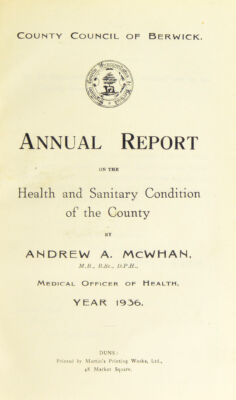 COUNTY COUNCIL OF BERWICK.
ANNUAL REPORT
ON THE
Health and Sanitary Condition
of the County
BY
ANDREW A. McWHAN,
M.B., B.Sc., D.P.H.,
MEDICAL OFFICER OF HEALTH,
YEAR 1936.
DUNS:
Printed by Martin's Printing Works, Ltd.,
48 Market Square.